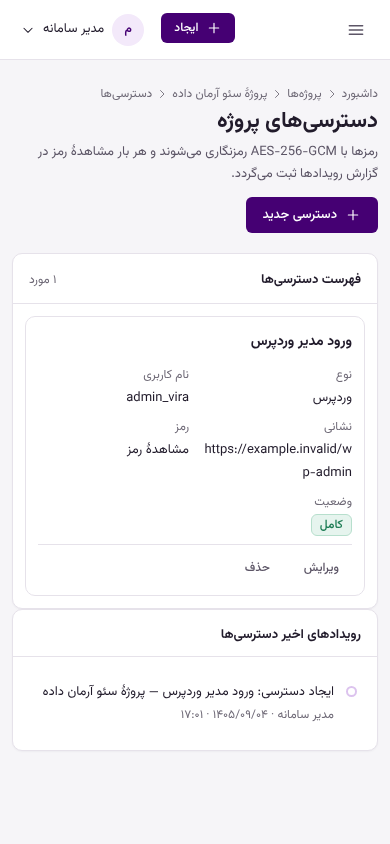 ایجاد
م
مدیر سامانه
داشبورد > پروژه‌ها > پروژهٔ سئو آرمان داده > دسترسی‌ها
دسترسی‌های پروژه
رمزها با AES-256-GCM رمزنگاری می‌شوند و هر بار مشاهدهٔ رمز در
گزارش رویدادها ثبت می‌گردد.
دسترسی جدید
فهرست دسترسی‌ها
۱ مورد
ورود مدیر وردپرس
نوع
وردپرس
نام کاربری
admin_vira
نشانی
https://example.invalid/w
p-admin
رمز
مشاهدهٔ رمز
وضعیت
کامل
ویرایش
حذف
رویدادهای اخیر دسترسی‌ها
ایجاد دسترسی: ورود مدیر وردپرس — پروژهٔ سئو آرمان داده
مدیر سامانه · ۱۴۰۵/۰۹/۰۴ · ۱۷:۰۱